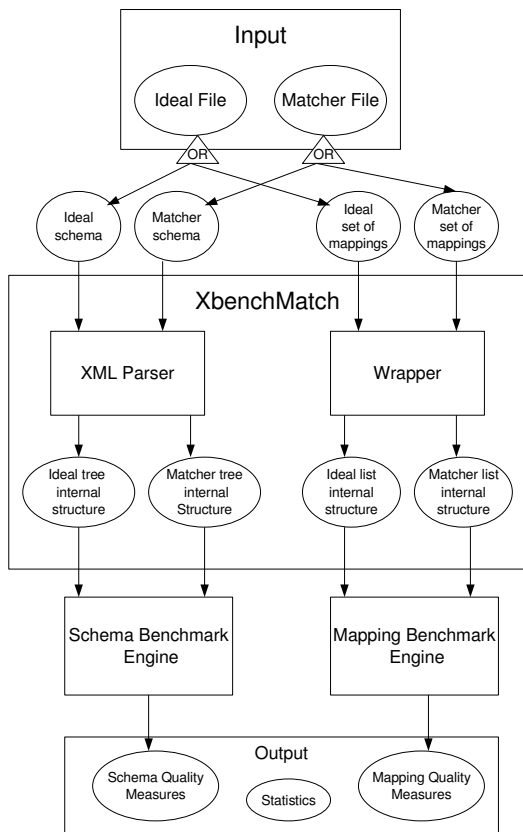 Input
Ideal File
Matcher File
OR
OR
Ideal
schema
Matcher
schema
Ideal
set of
mappings
Matcher
set of
mappings
XbenchMatch
XML Parser
Wrapper
Ideal tree
internal
structure
Matcher tree
internal
Structure
Ideal list
internal
structure
Matcher list
internal
structure
Schema Benchmark
Engine
Mapping Benchmark
Engine
Output
Schema Quality
Measures
Statistics
Mapping Quality
Measures